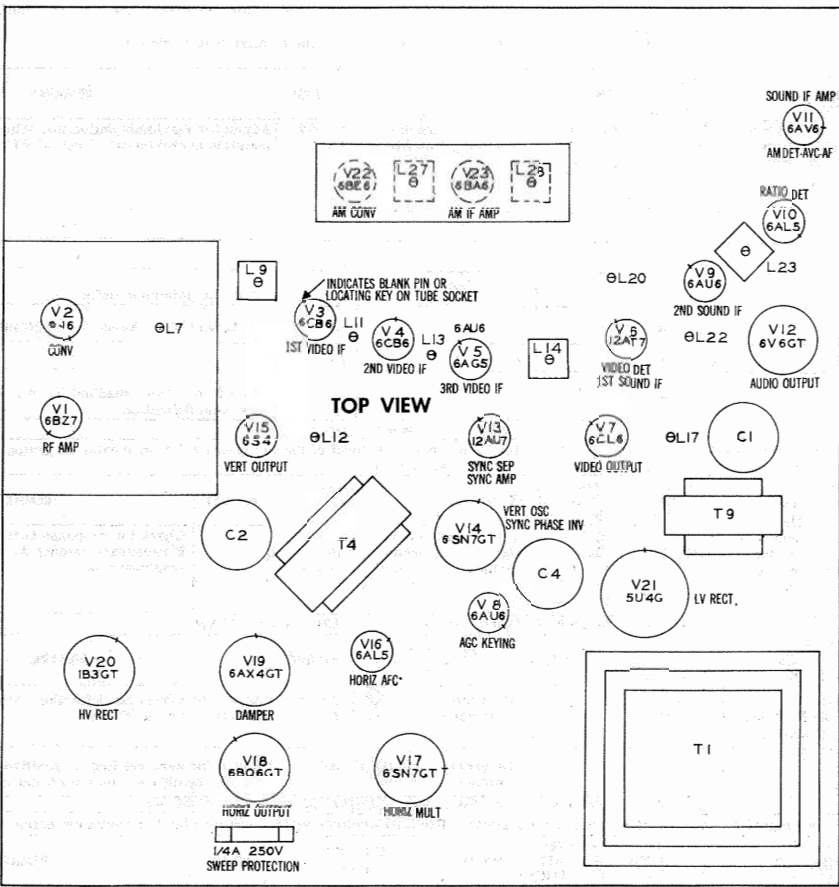 SOUND IF AMP
V11
6AV6
AM DET-AVC-AF
V22
6BE6
L27
V23
6BA6
L28
AM CONV
AM IF AMP
RATIO DET
V10
6AL5
L23
L9
INDICATES BLANK PIN OR
LOCATING KEY ON TUBE SOCKET
L20
V9
6AU6
2ND SOUND IF
V2
CONV
L7
V3
6CB6
1ST VIDEO IF
L11
V4
6CB6
2ND VIDEO IF
L13
6AU6
V5
6AG5
3RD VIDEO IF
L14
V6
12AT7
VIDEO DET
1ST SOUND IF
L22
V12
6V6GT
AUDIO OUTPUT
TOP VIEW
V1
6BZ7
RF AMP
V15
6S4
VERT OUTPUT
L12
V13
12AU7
SYNC SEP
SYNC AMP
V7
6CL6
VIDEO OUTPUT
L17
C1
C2
T4
V14
6SN7GT
VERT OSC
SYNC PHASE INV
T9
C4
V21
5U4G
LV RECT.
V8
6AU6
AGC KEYING
V20
1B3GT
HV RECT
V19
6AX4GT
DAMPER
V16
6AL5
HORIZ AFC
T1
V18
6BQ6GT
HORIZ OUTPUT
V17
6SN7GT
HORIZ MULT
1/4A 250V
SWEEP PROTECTION